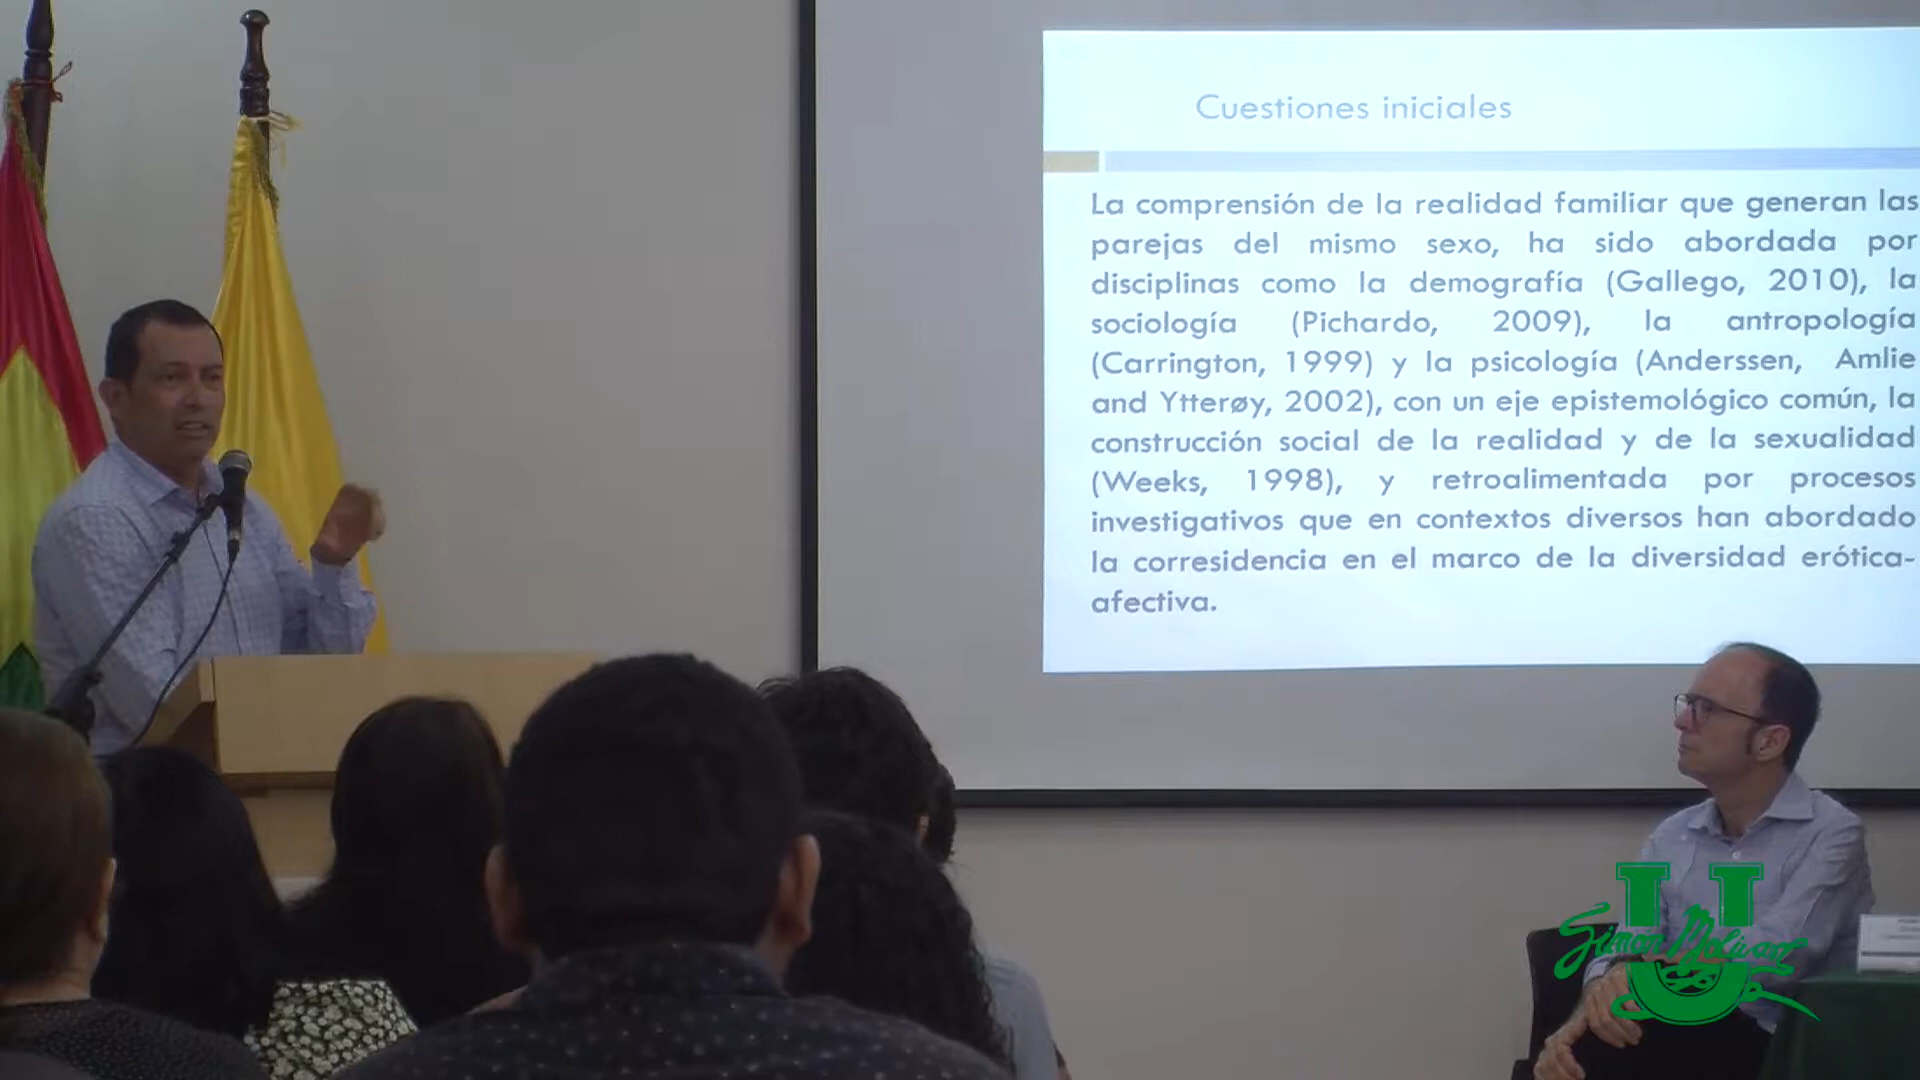 Cuestiones iniciales
La comprensión de la realidad familiar que generan las
parejas del mismo sexo, ha sido abordada por
disciplinas como la demografía (Gallego, 2010), la
sociología (Pichardo, 2009), la antropología
(Carrington, 1999) y la psicología (Anderssen, Amlie
and Ytterøy, 2002), con un eje epistemológico común, la
construcción social de la realidad y de la sexualidad
(Weeks, 1998), y retroalimentada por procesos
investigativos que en contextos diversos han abordado
la corresidencia en el marco de la diversidad erótica-
afectiva.
U
Simón Bolívar